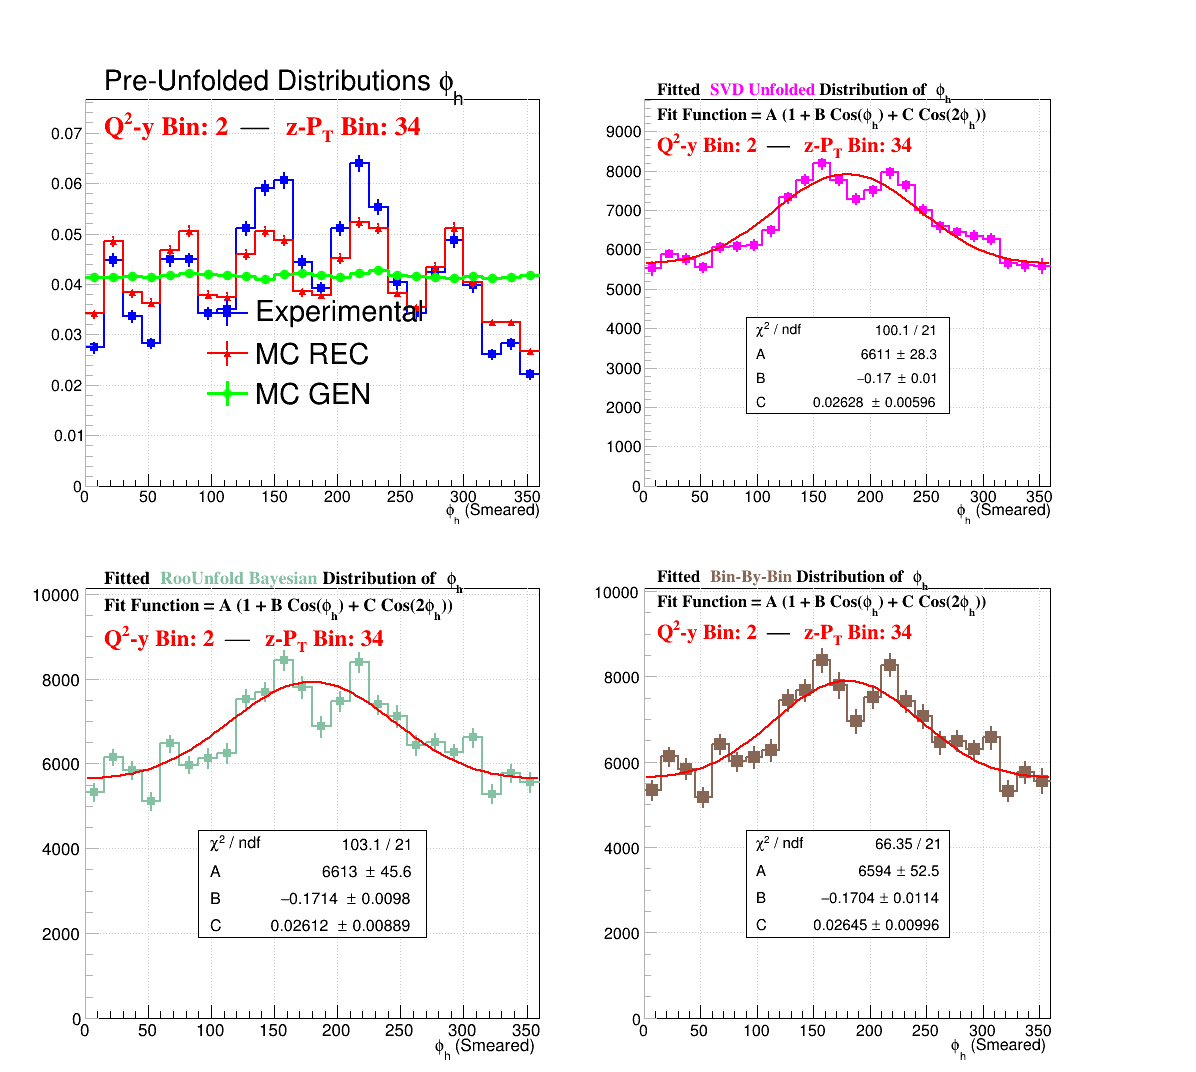 Pre-Unfolded Distributions ϕh
Q²-y Bin: 2 — z-PT Bin: 34
0.07
0.06
0.05
0.04
0.03
0.02
0.01
0
Experimental
MC REC
MC GEN
0 50 100 150 200 250 300 350
ϕh (Smeared)
Fitted SVD Unfolded Distribution of ϕh
Fit Function = A (1 + B Cos(ϕh) + C Cos(2ϕh))
Q²-y Bin: 2 — z-PT Bin: 34
9000
8000
7000
6000
5000
4000
3000
2000
1000
0
χ² / ndf 100.1 / 21
A 6611 ± 28.3
B −0.17 ± 0.01
C 0.02628 ± 0.00596
0 50 100 150 200 250 300 350
ϕh (Smeared)
Fitted RooUnfold Bayesian Distribution of ϕh
Fit Function = A (1 + B Cos(ϕh) + C Cos(2ϕh))
Q²-y Bin: 2 — z-PT Bin: 34
10000
8000
6000
4000
2000
0
χ² / ndf 103.1 / 21
A 6613 ± 45.6
B −0.1714 ± 0.0098
C 0.02612 ± 0.00889
0 50 100 150 200 250 300 350
ϕh (Smeared)
Fitted Bin-By-Bin Distribution of ϕh
Fit Function = A (1 + B Cos(ϕh) + C Cos(2ϕh))
Q²-y Bin: 2 — z-PT Bin: 34
10000
8000
6000
4000
2000
0
χ² / ndf 66.35 / 21
A 6594 ± 52.5
B −0.1704 ± 0.0114
C 0.02645 ± 0.00996
0 50 100 150 200 250 300 350
ϕh (Smeared)